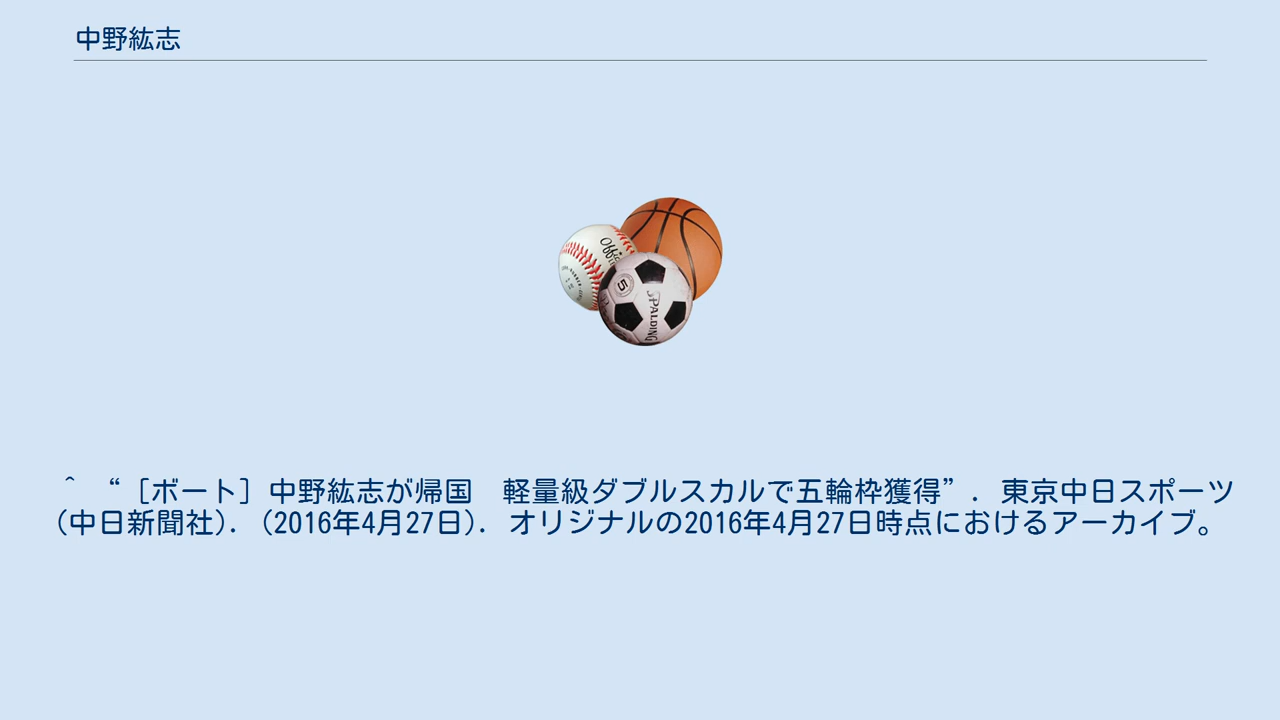 中野紘志
Offic
5
SPALDING
^ “［ボート］中野紘志が帰国　軽量級ダブルスカルで五輪枠獲得”. 東京中日スポーツ
(中日新聞社). (2016年4月27日). オリジナルの2016年4月27日時点におけるアーカイブ。